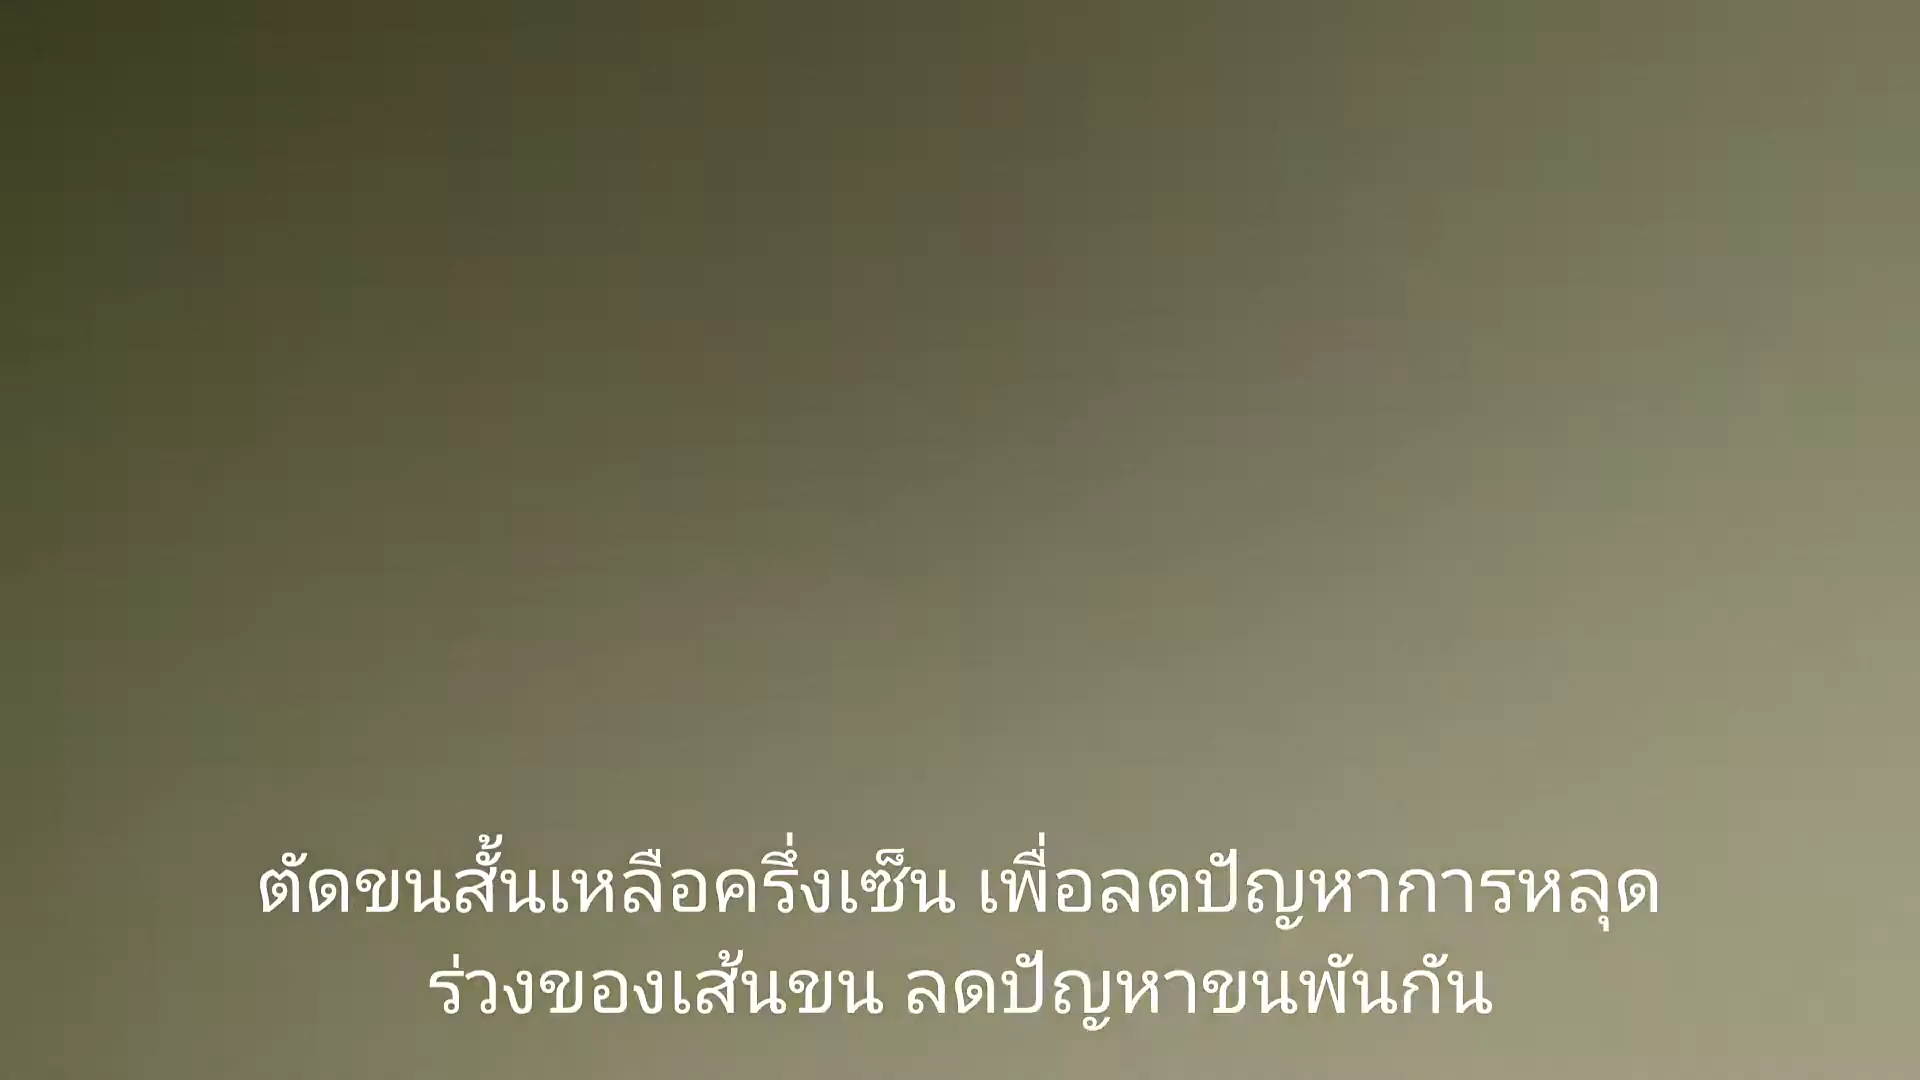 ตัดขนสั้นเหลือครึ่งเซ็น เพื่อลดปัญหาการหลุด
ร่วงของเส้นขน ลดปัญหาขนพันกัน